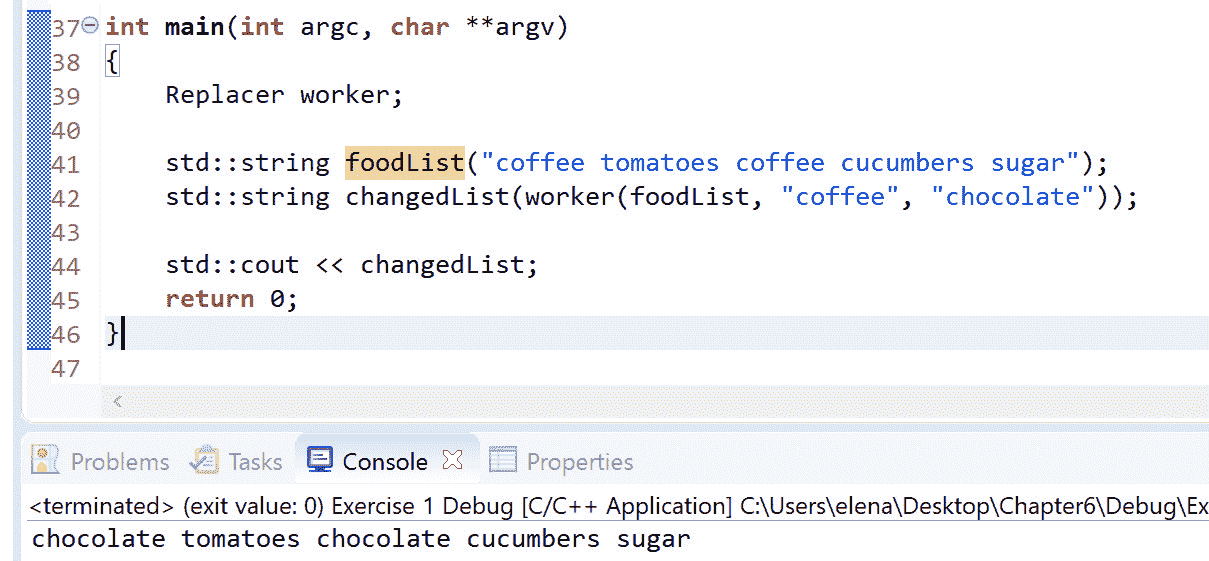 37 int main(int argc, char **argv)
38 {
39     Replacer worker;
40
41     std::string foodList("coffee tomatoes coffee cucumbers sugar");
42     std::string changedList(worker(foodList, "coffee", "chocolate"));
43
44     std::cout << changedList;
45     return 0;
46 }
47
Problems Tasks Console Properties
<terminated> (exit value: 0) Exercise 1 Debug [C/C++ Application] C:\Users\elena\Desktop\Chapter6\Debug\Ex
chocolate tomatoes chocolate cucumbers sugar